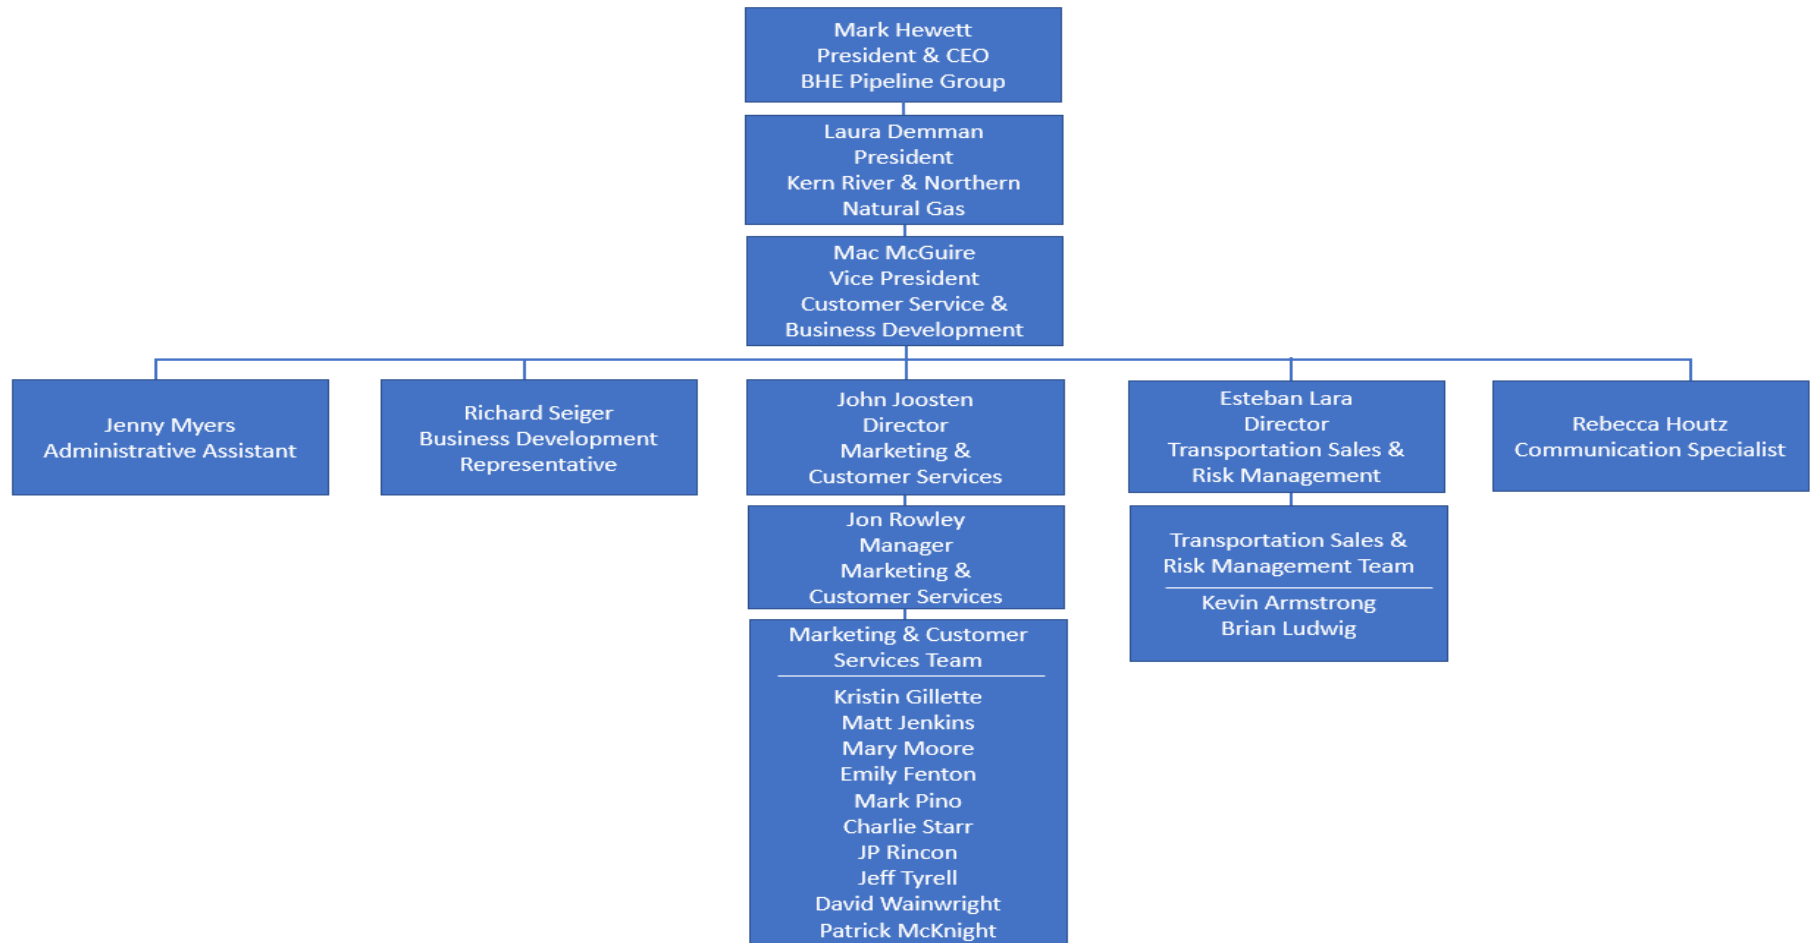 Mark Hewett
President & CEO
BHE Pipeline Group
Laura Demman
President
Kern River & Northern
Natural Gas
Mac McGuire
Vice President
Customer Service &
Business Development
Jenny Myers
Administrative Assistant
Richard Seiger
Business Development
Representative
John Joosten
Director
Marketing &
Customer Services
Esteban Lara
Director
Transportation Sales &
Risk Management
Rebecca Houtz
Communication Specialist
Jon Rowley
Manager
Marketing &
Customer Services
Transportation Sales &
Risk Management Team
Kevin Armstrong
Brian Ludwig
Marketing & Customer
Services Team
Kristin Gillette
Matt Jenkins
Mary Moore
Emily Fenton
Mark Pino
Charlie Starr
JP Rincon
Jeff Tyrell
David Wainwright
Patrick McKnight